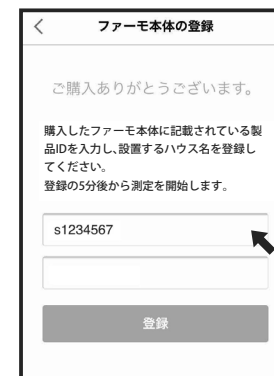 ファーモ本体の登録
ご購入ありがとうございます。
購入したファーモ本体に記載されている製
品IDを入力し、設置するハウス名を登録し
てください。
登録の5分後から測定を開始します。
s1234567
登録